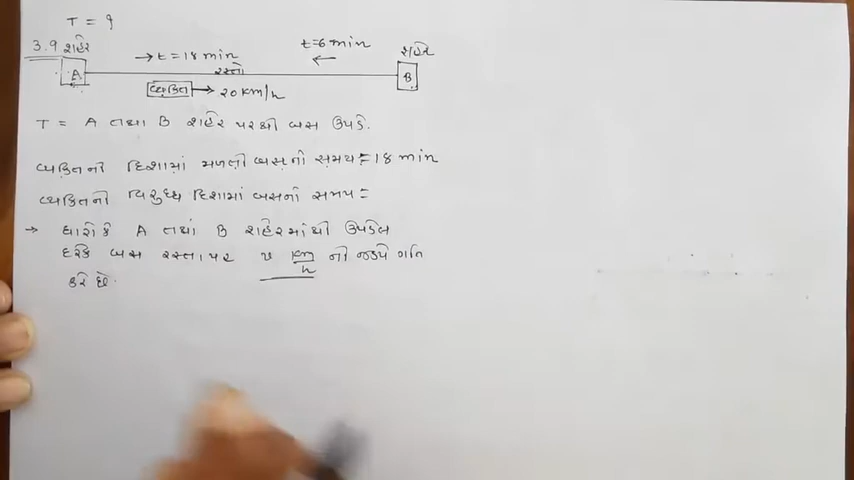 T = ?
3.9 શહેર → t = 18 min t=6 min ← શહેર
A રસ્તો B
વ્યકિત → 20 km/h
T = A તથા B શહેર પરથી બસ ઉપડે.
વ્યકિતની દિશામાં મળતી બસનો સમય = 18 min
વ્યકિતની વિરુધ્ધ દિશામાં બસનો સમય =
→ ધારોકે A તથા B શહેરમાંથી ઉપડેલ
દરેક બસ રસ્તા પર v km/h ની ઝડપે ગતિ
કરે છે.